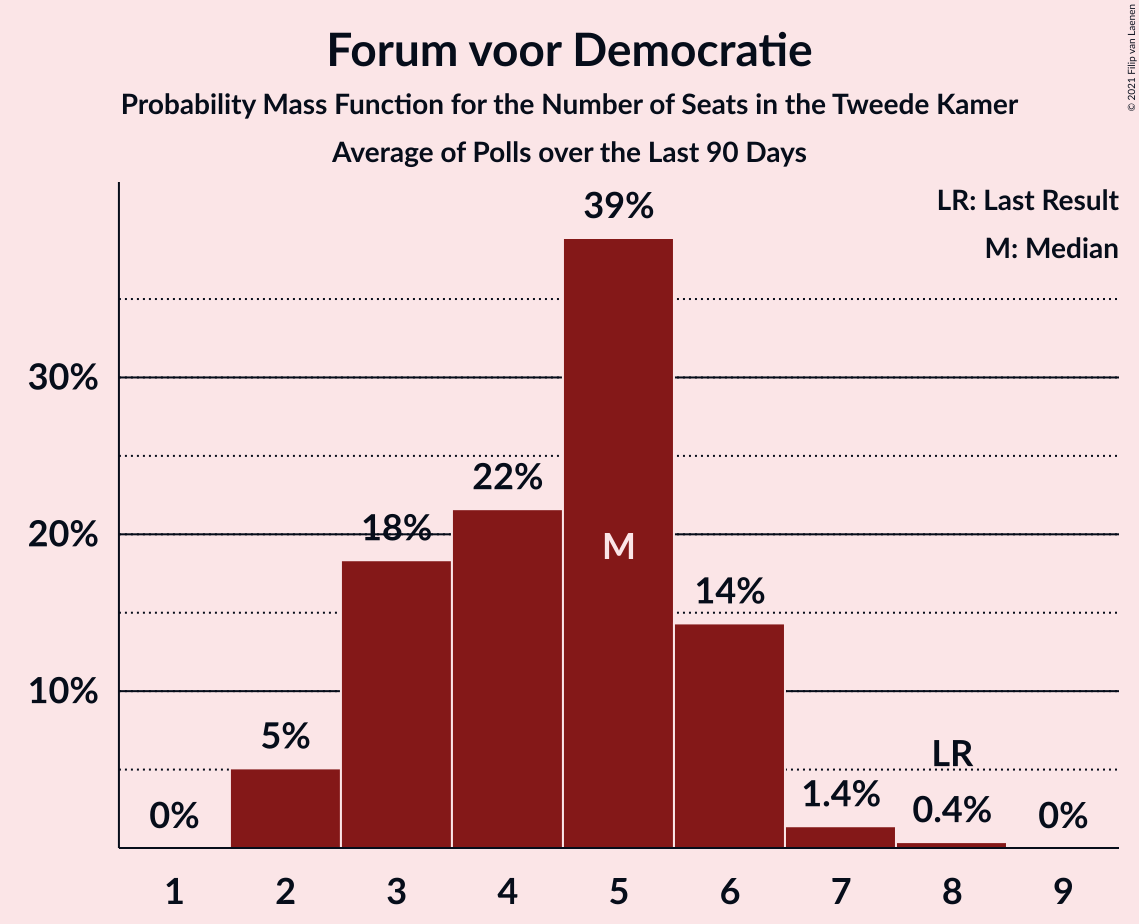 Forum voor Democratie
Probability Mass Function for the Number of Seats in the Tweede Kamer
Average of Polls over the Last 90 Days
© 2021 Filip van Laenen
LR: Last Result
M: Median
39%
30%
22%
18%
20%
M
14%
10%
5%
LR
1.4%
0.4%
0%
0%
1 2 3 4 5 6 7 8 9